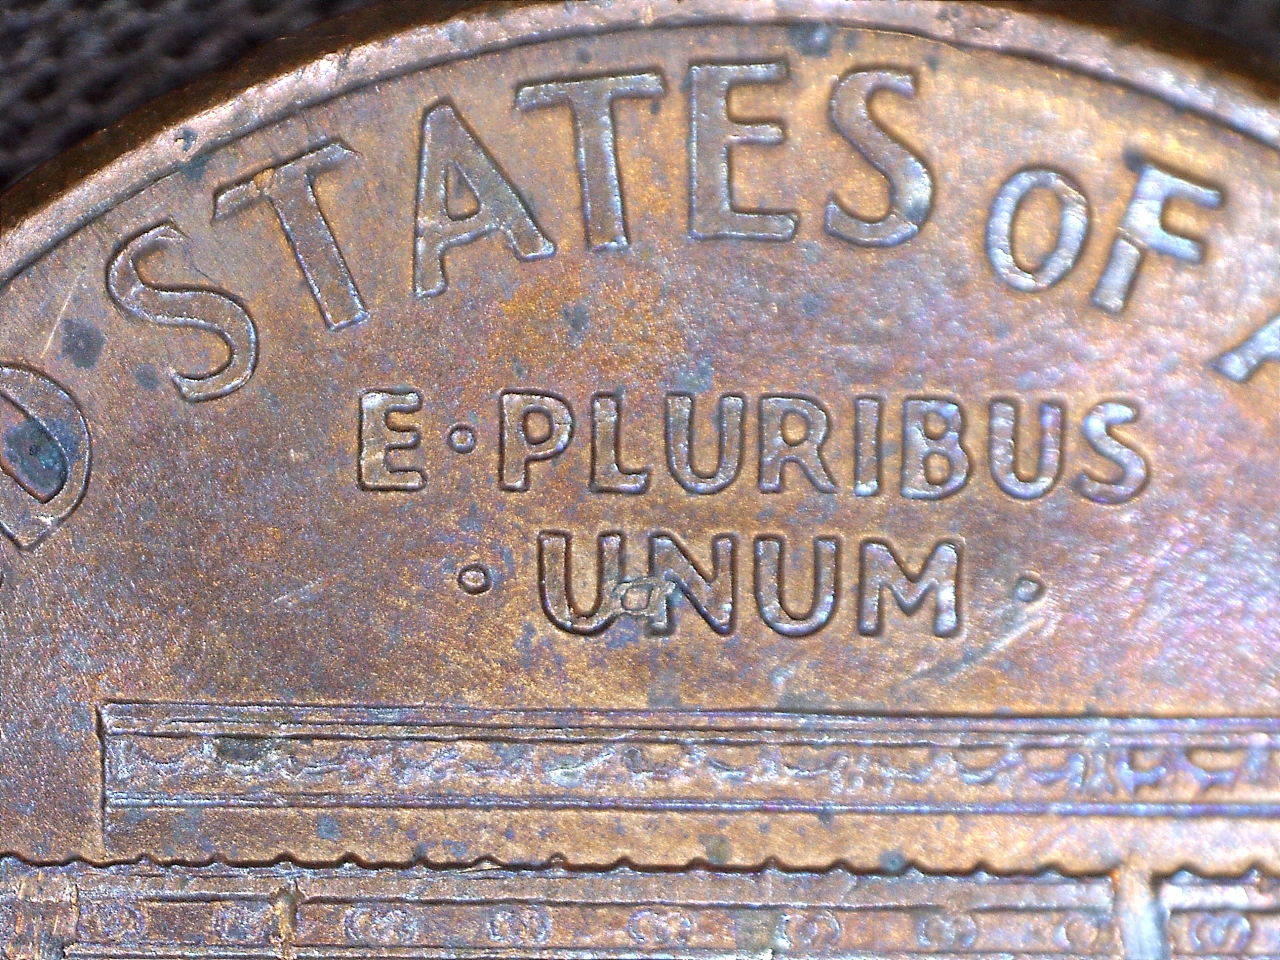 D STATES OF A
E·PLURIBUS
·UNUM·